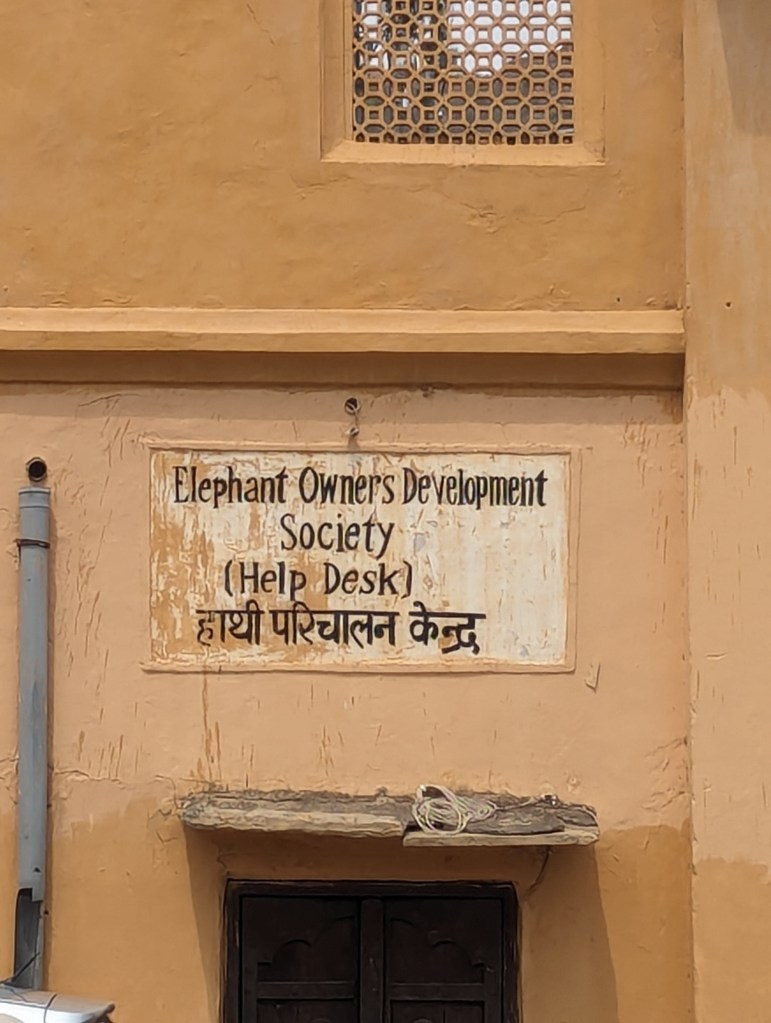 Elephant Owners Development
Society
(Help Desk)
हाथी परिचालन केन्द्र